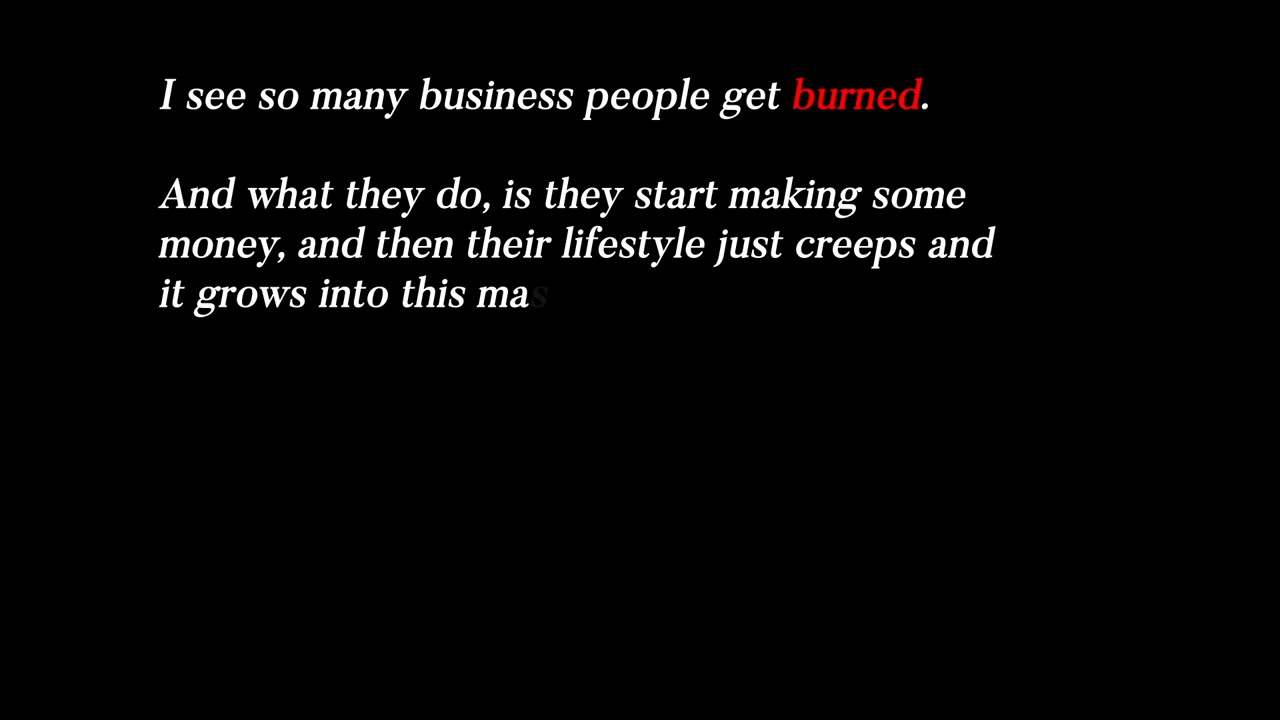 I see so many business people get burned.
And what they do, is they start making some
money, and then their lifestyle just creeps and
it grows into this mas